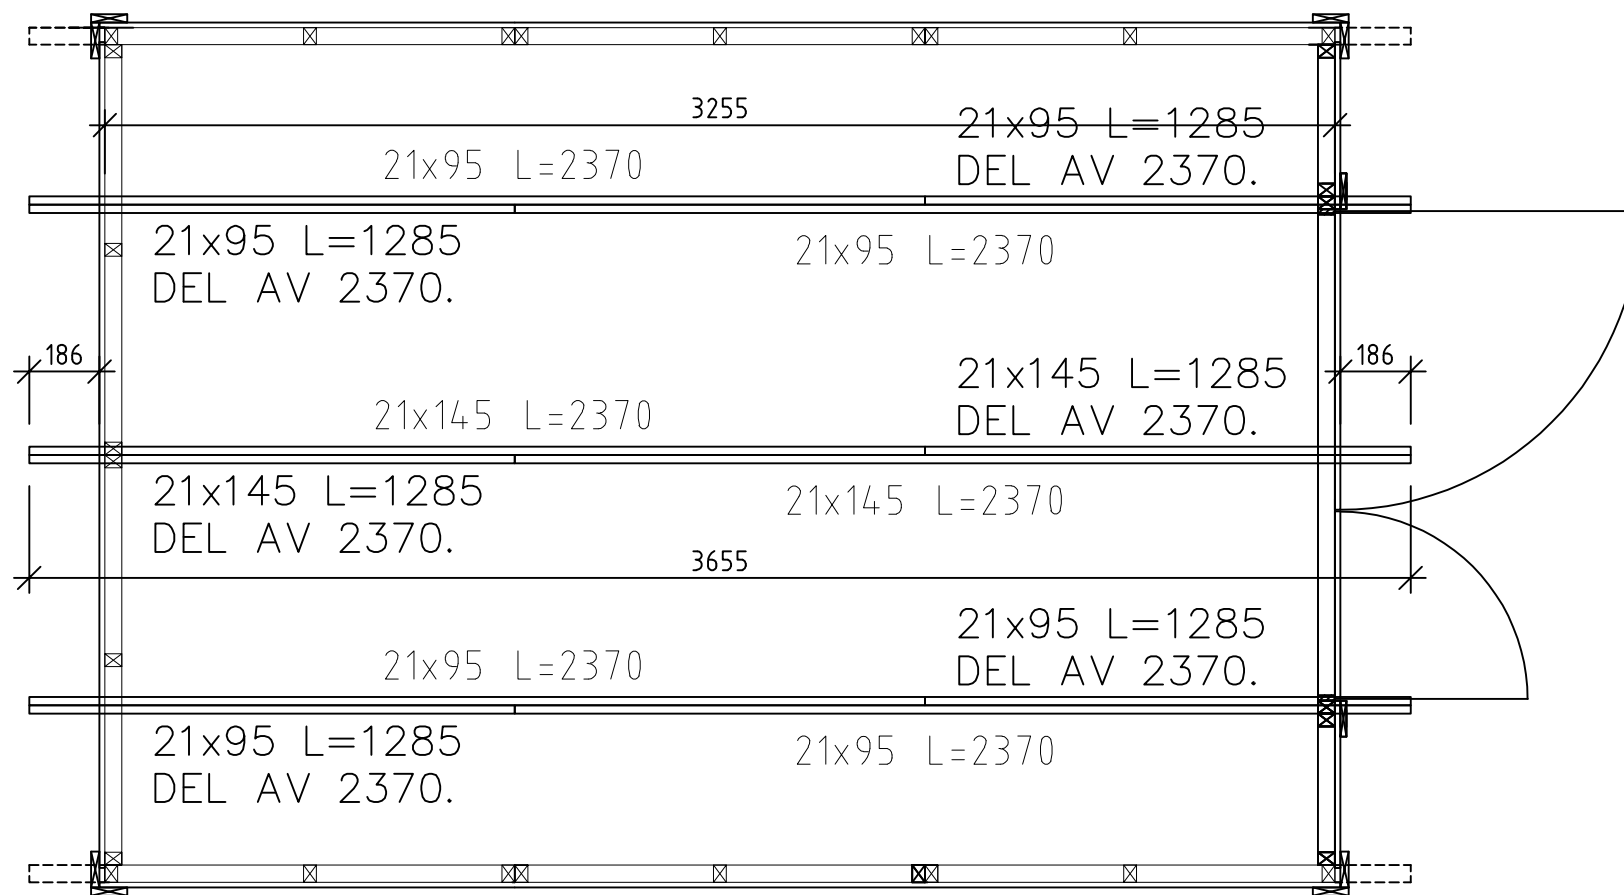 3255
21x95 L=1285
DEL AV 2370.
21x95 L=2370
21x95 L=1285
DEL AV 2370.
21x95 L=2370
186
186
21x145 L=1285
DEL AV 2370.
21x145 L=2370
21x145 L=1285
DEL AV 2370.
21x145 L=2370
3655
21x95 L=1285
DEL AV 2370.
21x95 L=2370
21x95 L=1285
DEL AV 2370.
21x95 L=2370